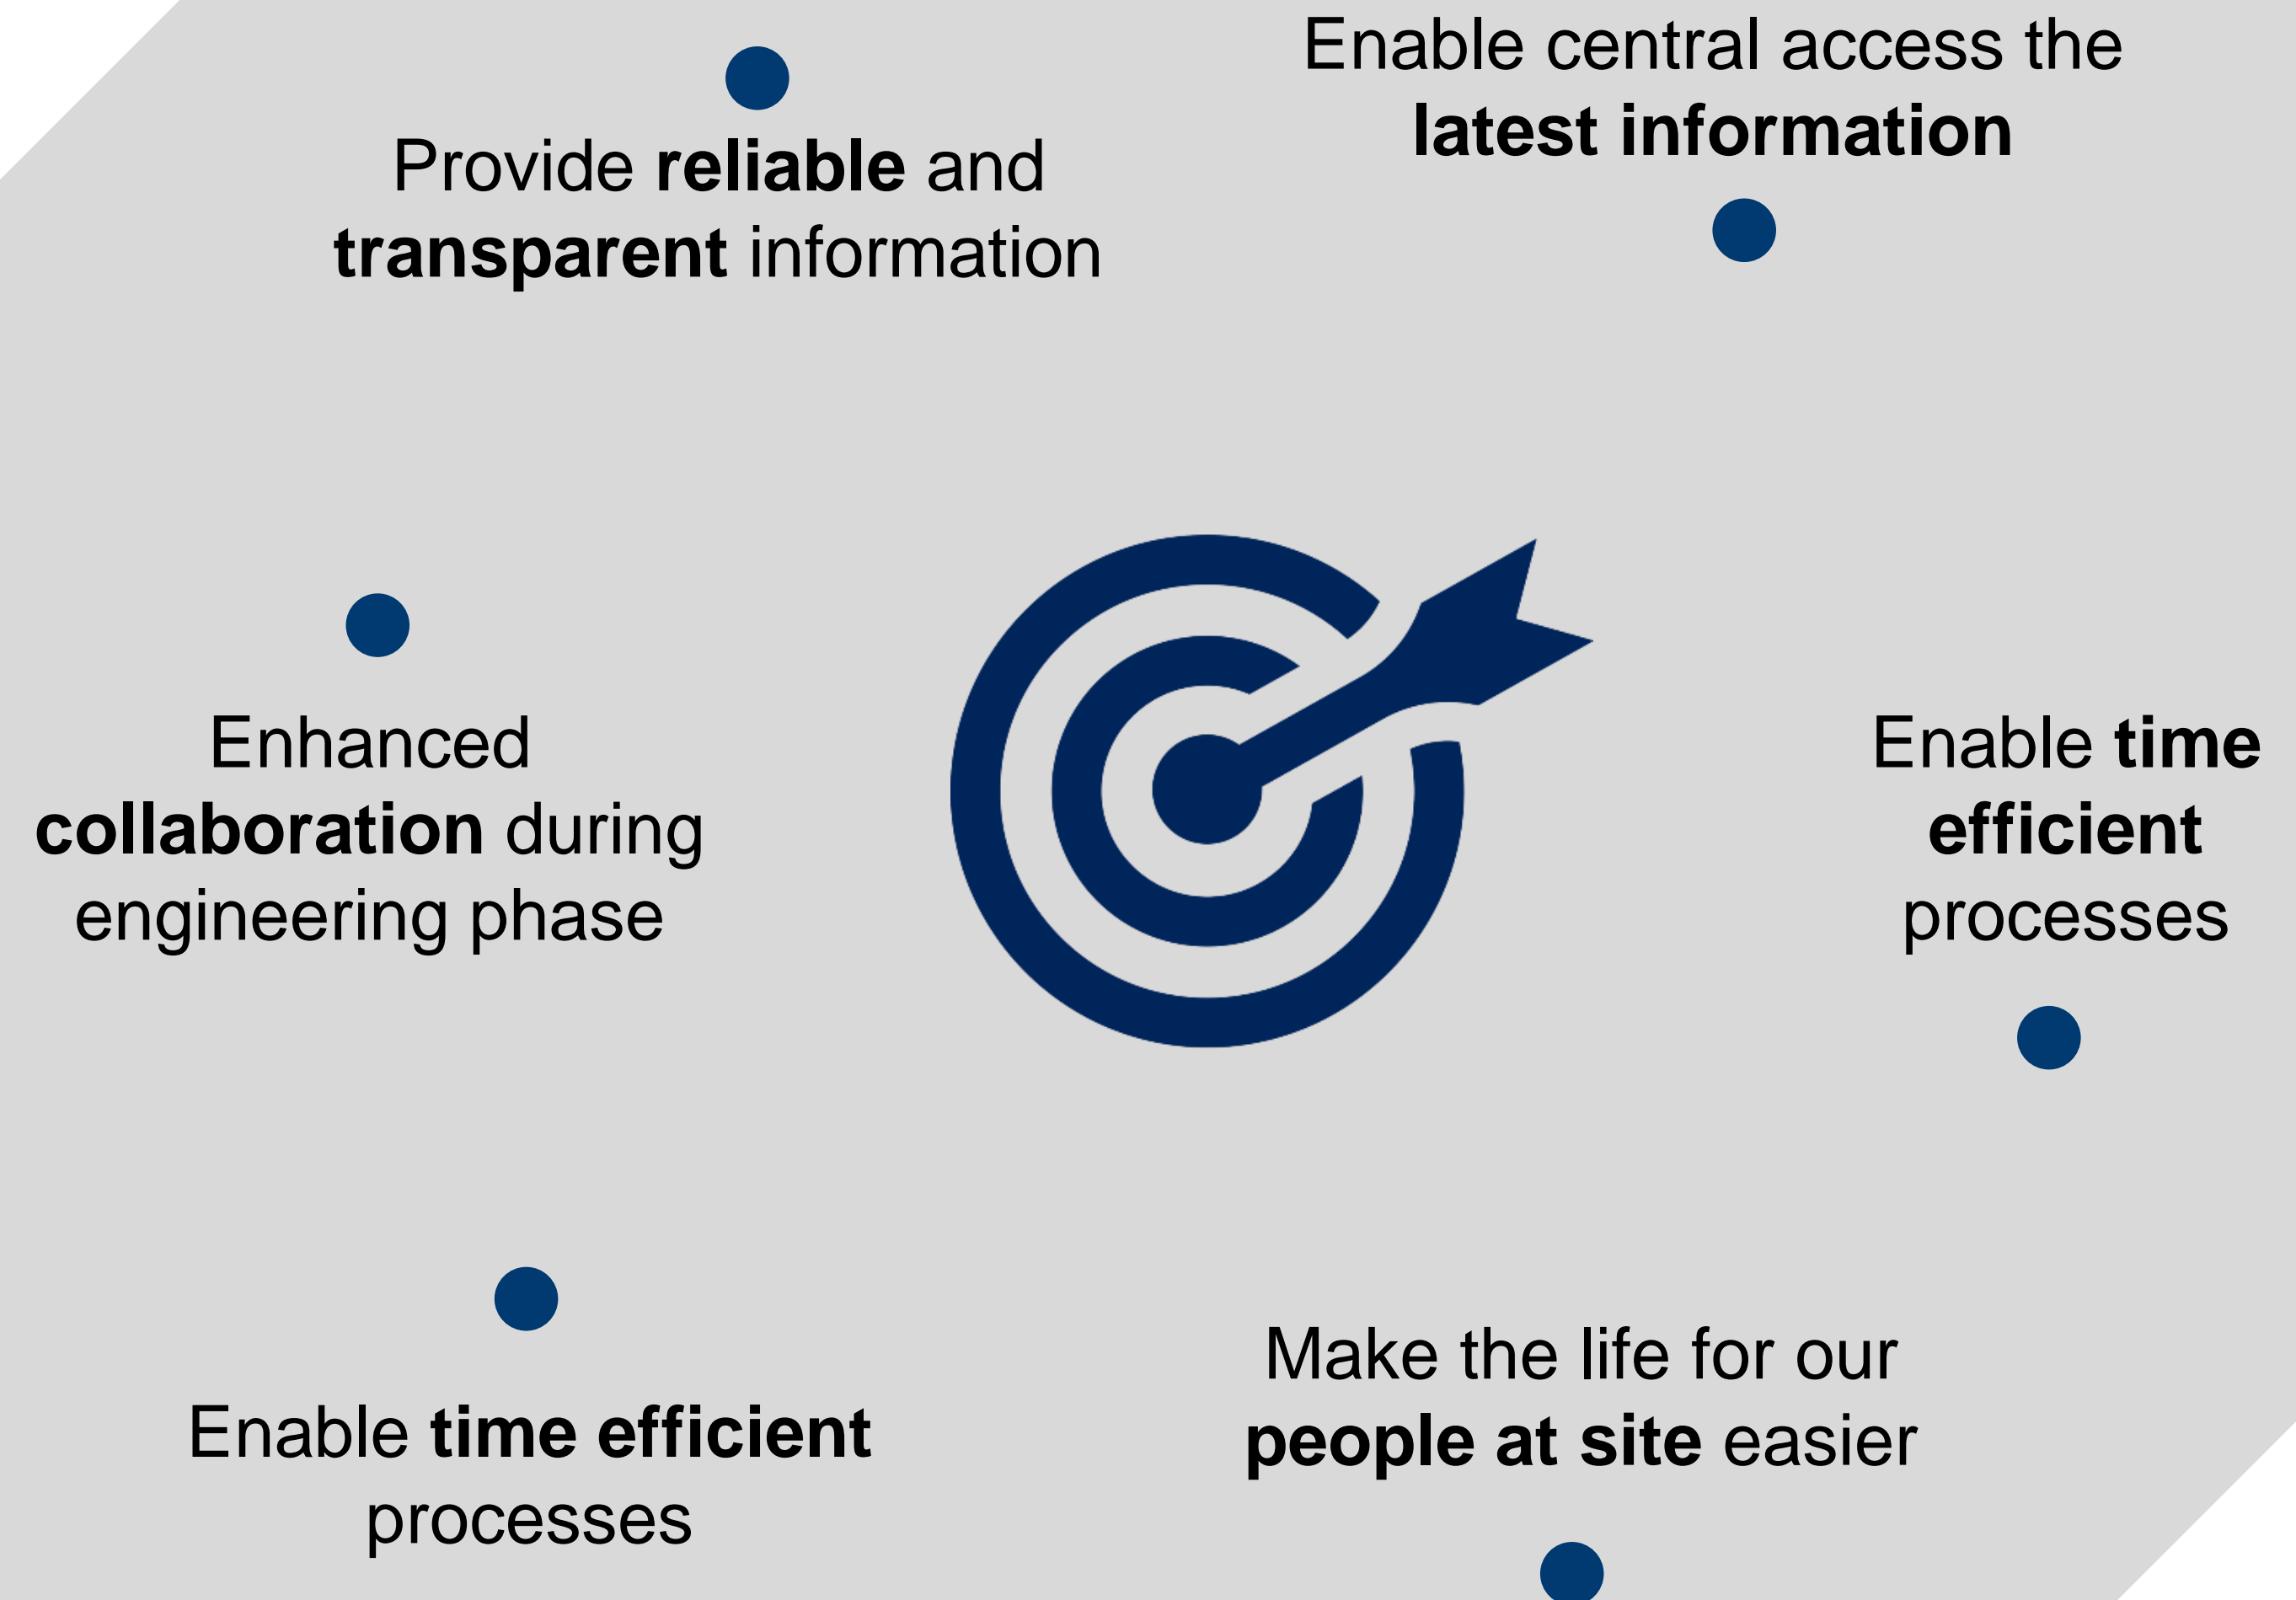 Enable central access the
latest information
Provide reliable and
transparent information
Enhanced
collaboration during
engineering phase
Enable time
efficient
processes
Enable time efficient
processes
Make the life for our
people at site easier